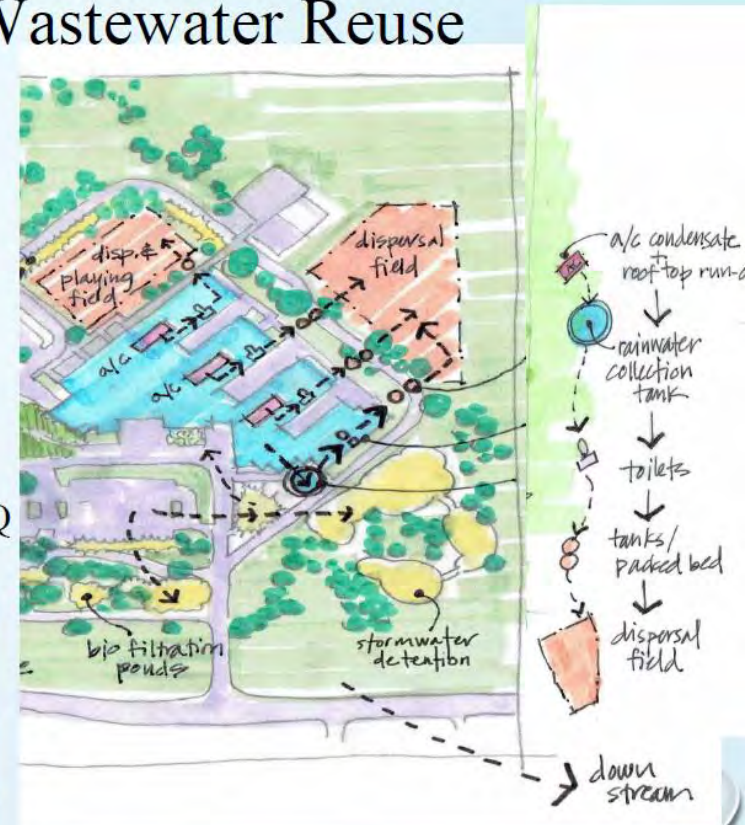 Wastewater Reuse
disp. &
playing
field
dispersal
field
a/c
a/c
Q
bio filtration
ponds
stormwater
detention
a/c condensate
+
roof top run-o
rainwater
collection
tank
toilets
tanks/
packed bed
dispersal
field
down
stream